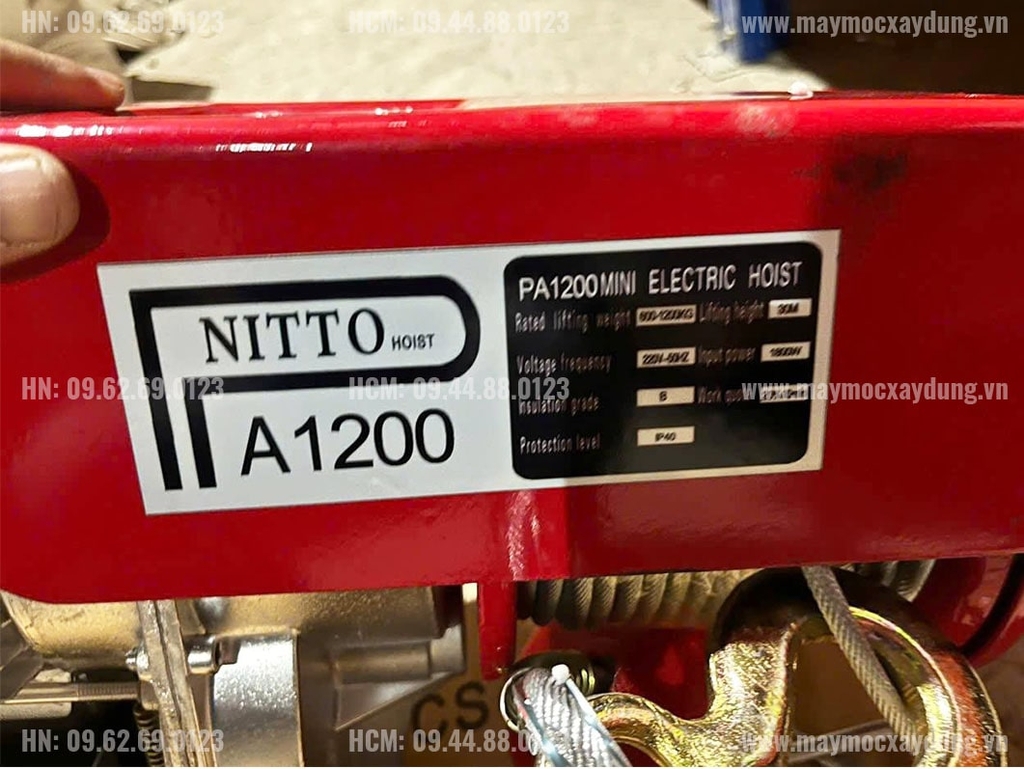 HN: 09.62.69.0123 HCM: 09.44.88.0123 www.maymocxaydung.vn
NITTO HOIST
PA1200
PA1200MINI ELECTRIC HOIST
Rated lifting weight 600-1200KG Lifting height 30M
Voltage frequency 220V-50HZ Input power 1800W
HN: 09.62.69.0123 HCM: 09.44.88.0123 www.maymocxaydung.vn
Insulation grade B Work
Protection level IP40
CS
HN: 09.62.69.0123 HCM: 09.44.88.0123 www.maymocxaydung.vn